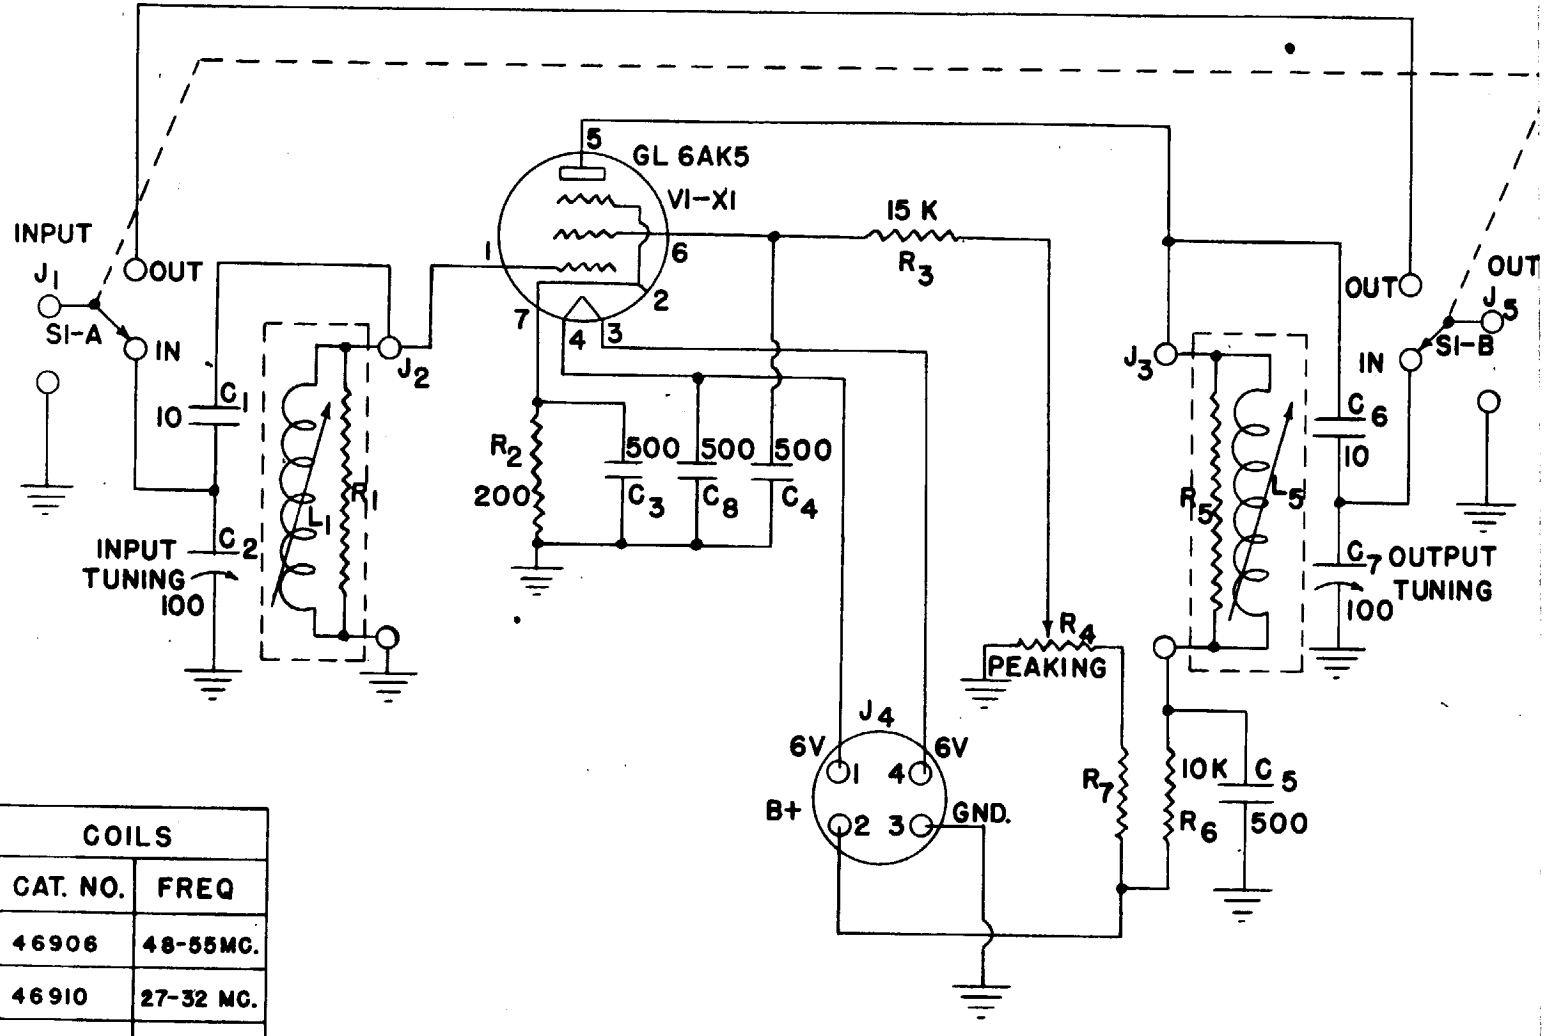 5
GL 6AK5
V1-X1
15 K
R3
1
6
2
7
4
3
INPUT
J1
OUT
S1-A
IN
C1
10
J2
R1
L1
C2
INPUT
TUNING
100
R2
200
500
C3
500
C8
500
C4
OUT
OUT
J5
S1-B
IN
J3
C6
10
R5
L5
C7
OUTPUT
TUNING
100
R4
PEAKING
J4
6V
6V
1
4
B+
2
3
GND.
R7
10K
R6
C5
500
COILS
CAT. NO. FREQ
46906 48-55MC.
46910 27-32 MC.